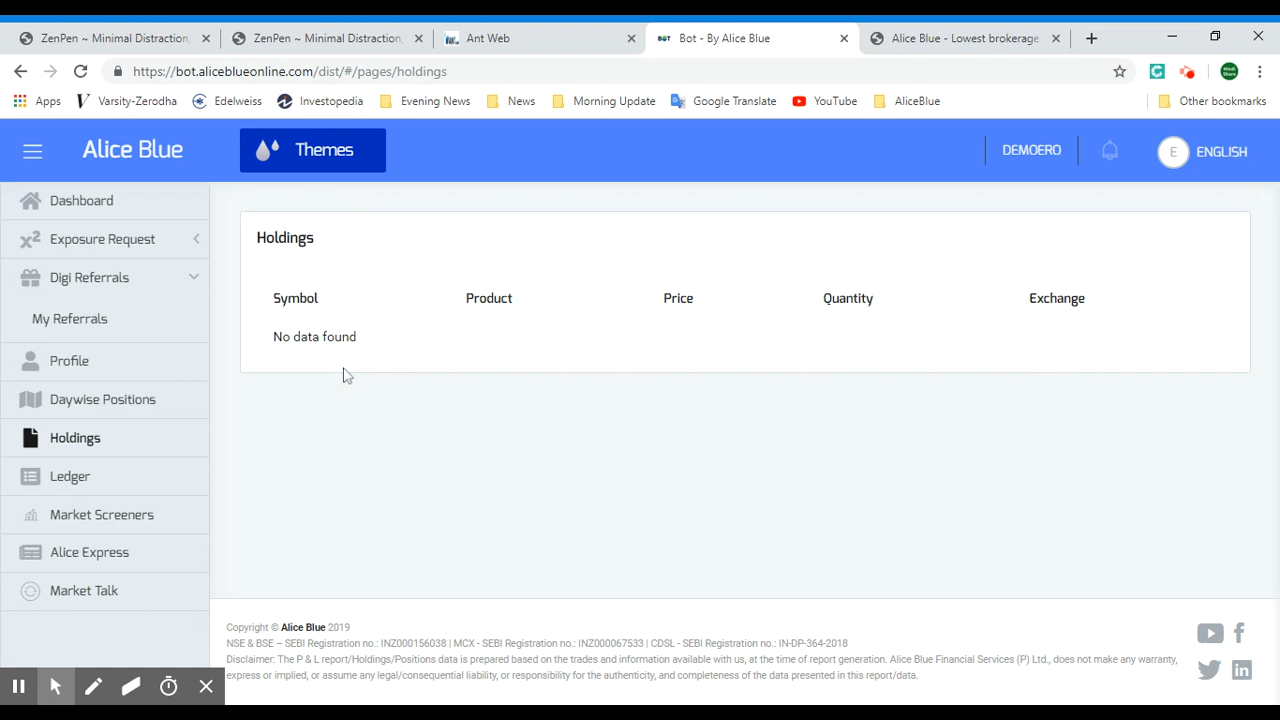 ZenPen ~ Minimal Distraction,
ZenPen ~ Minimal Distraction,
Ant Web
BOT
Bot - By Alice Blue
Alice Blue - Lowest brokerage
https://bot.aliceblueonline.com/dist/#/pages/holdings
Apps
Varsity-Zerodha
Edelweiss
Investopedia
Evening News
News
Morning Update
Google Translate
YouTube
AliceBlue
Other bookmarks
Alice Blue
Themes
DEMOERO
E
ENGLISH
Dashboard
x² Exposure Request
Digi Referrals
My Referrals
Profile
Daywise Positions
Holdings
Ledger
Market Screeners
Alice Express
Market Talk
Holdings
Symbol Product Price Quantity Exchange
No data found
Copyright © Alice Blue 2019
NSE & BSE – SEBI Registration no.: INZ000156038 | MCX - SEBI Registration no.: INZ000067533 | CDSL - SEBI Registration no.: IN-DP-364-2018
Disclaimer: The P & L report/Holdings/Positions data is prepared based on the trades and information available with us, at the time of report generation. Alice Blue Financial Services (P) Ltd., does not make any warranty,
express or implied, or assume any legal/consequential liability, or responsibility for the authenticity, and completeness of the data presented in this report/data.